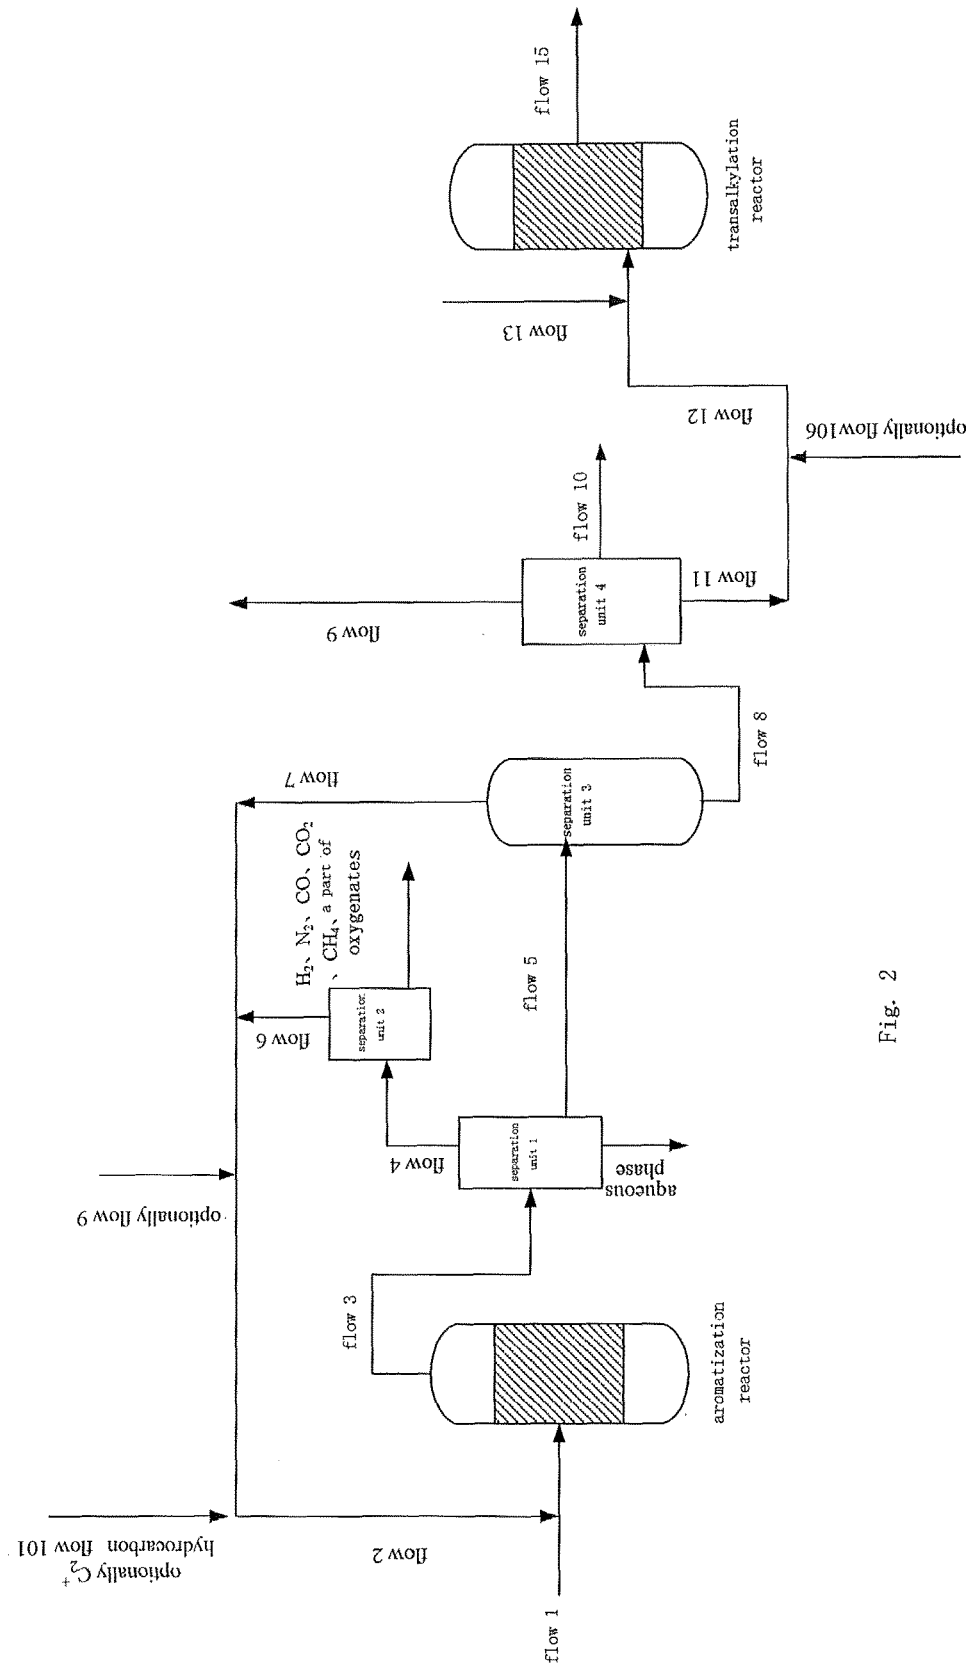 flow 15
transalkylation
reactor
flow 13
flow 12
optionally flow106
flow 10
separation
unit 4
flow 11
flow 9
flow 8
flow 7
separation
unit 3
H₂、N₂、CO、CO₂
、CH₄、a part of
oxygenates
flow 6
separation
unit 2
flow 5
flow 4
separation
unit 1
aqueous
phase
optionally flow 9
flow 3
aromatization
reactor
optionally C₂⁺
hydrocarbon flow 101
flow 2
flow 1
Fig. 2